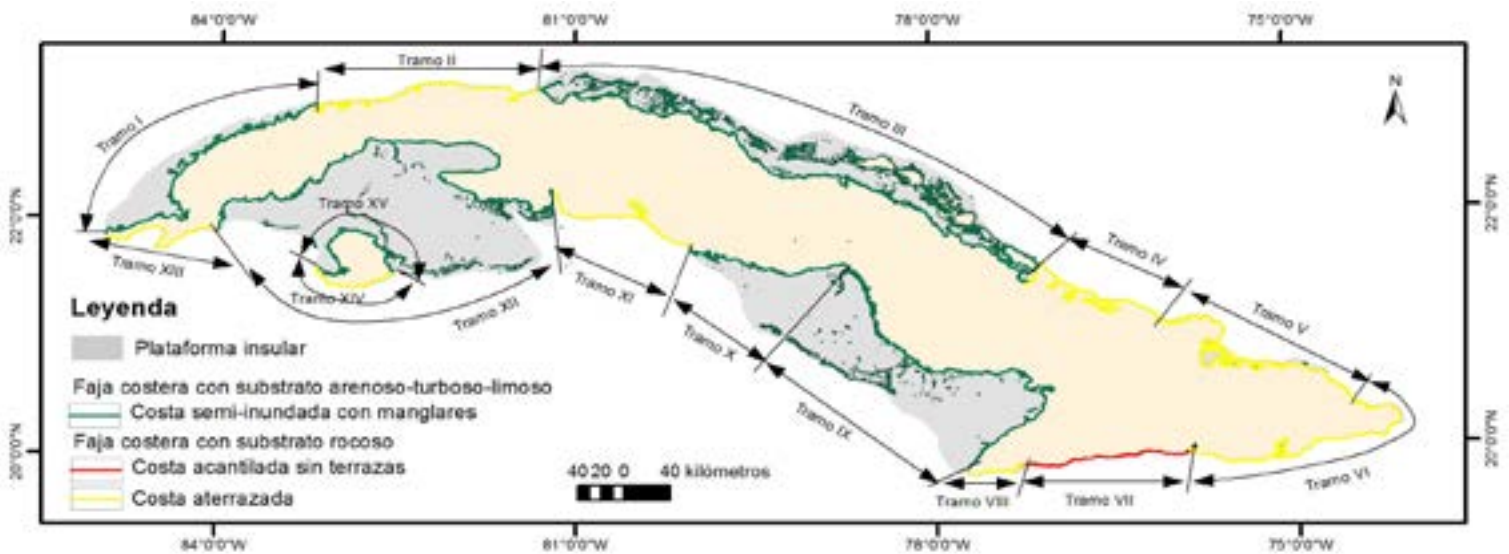 84°0'0"W
81°0'0"W
78°0'0"W
75°0'0"W
Tramo I
Tramo II
Tramo III
N
22°0'0"N
22°0'0"N
Tramo XV
Tramo IV
Tramo XIII
Tramo XIV
Tramo XII
Tramo XI
Tramo V
Tramo X
Leyenda
Plataforma insular
Faja costera con substrato arenoso-turboso-limoso
Costa semi-inundada con manglares
Faja costera con substrato rocoso
Costa acantilada sin terrazas
Costa aterrazada
Tramo IX
20°0'0"N
20°0'0"N
4020 0 40 kilómetros
Tramo VIII
Tramo VII
Tramo VI
84°0'0"W
81°0'0"W
78°0'0"W
75°0'0"W